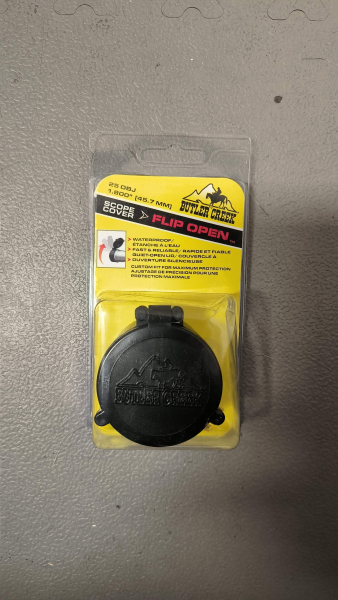 25 OBJ
1.800" (45.7 MM)
BUTLER CREEK
SCOPE
COVER > FLIP OPEN™
> WATERPROOF/
ÉTANCHE À L'EAU
> FAST & RELIABLE/ RAPIDE ET FIABLE
QUIET-OPEN LID/ COUVERCLE À
> OUVERTURE SILENCIEUSE
CUSTOM FIT FOR MAXIMUM PROTECTION
AJUSTAGE DE PRÉCISION POUR UNE
PROTECTION MAXIMALE
BUTLER CREEK